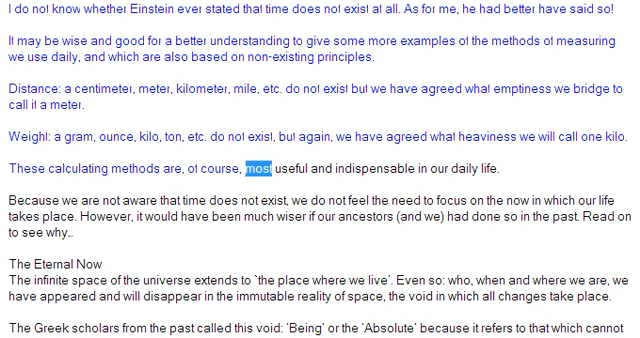 I do not know whether Einstein ever stated that time does not exist at all. As for me, he had better have said so!
It may be wise and good for a better understanding to give some more examples of the methods of measuring
we use daily, and which are also based on non-existing principles.
Distance: a centimeter, meter, kilometer, mile, etc. do not exist but we have agreed what emptiness we bridge to
call it a meter.
Weight: a gram, ounce, kilo, ton, etc. do not exist, but again, we have agreed what heaviness we will call one kilo.
These calculating methods are, of course, most useful and indispensable in our daily life.
Because we are not aware that time does not exist, we do not feel the need to focus on the now in which our life
takes place. However, it would have been much wiser if our ancestors (and we) had done so in the past. Read on
to see why...
The Eternal Now
The infinite space of the universe extends to `the place where we live'. Even so: who, when and where we are, we
have appeared and will disappear in the immutable reality of space, the void in which all changes take place.
The Greek scholars from the past called this void: 'Being' or the 'Absolute' because it refers to that which cannot